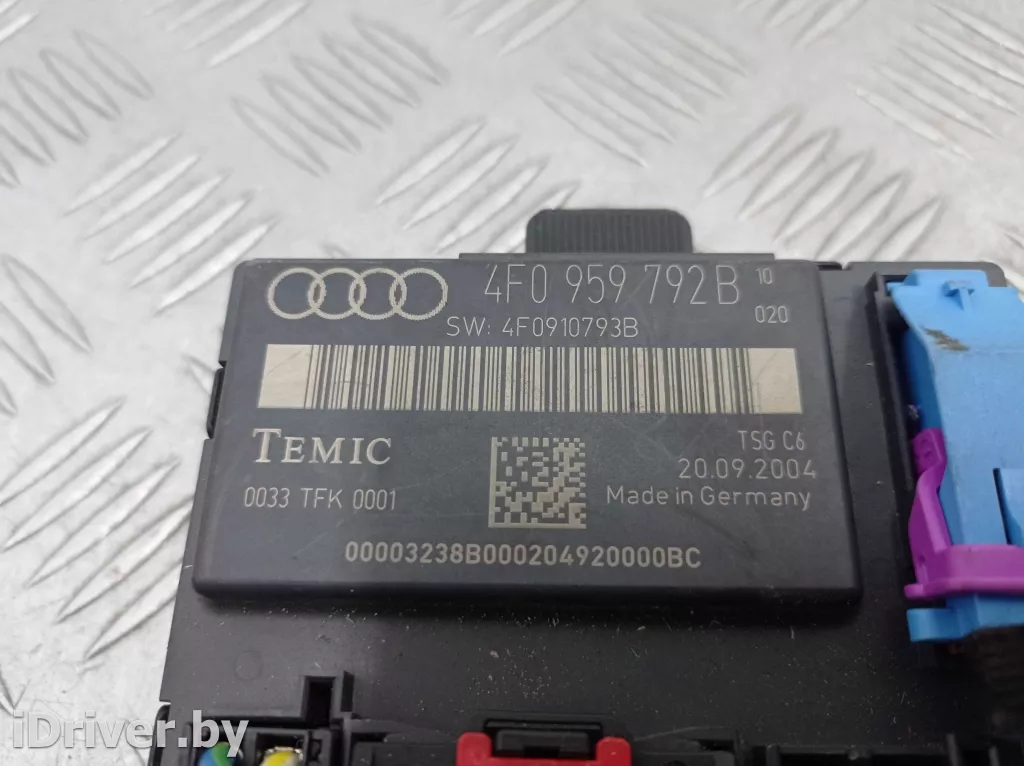 4F0 959 792B 10
020
SW: 4F0910793B
TEMIC
TSG C6
20.09.2004
0033 TFK 0001
Made in Germany
00003238B000204920000BC
iDriver.by